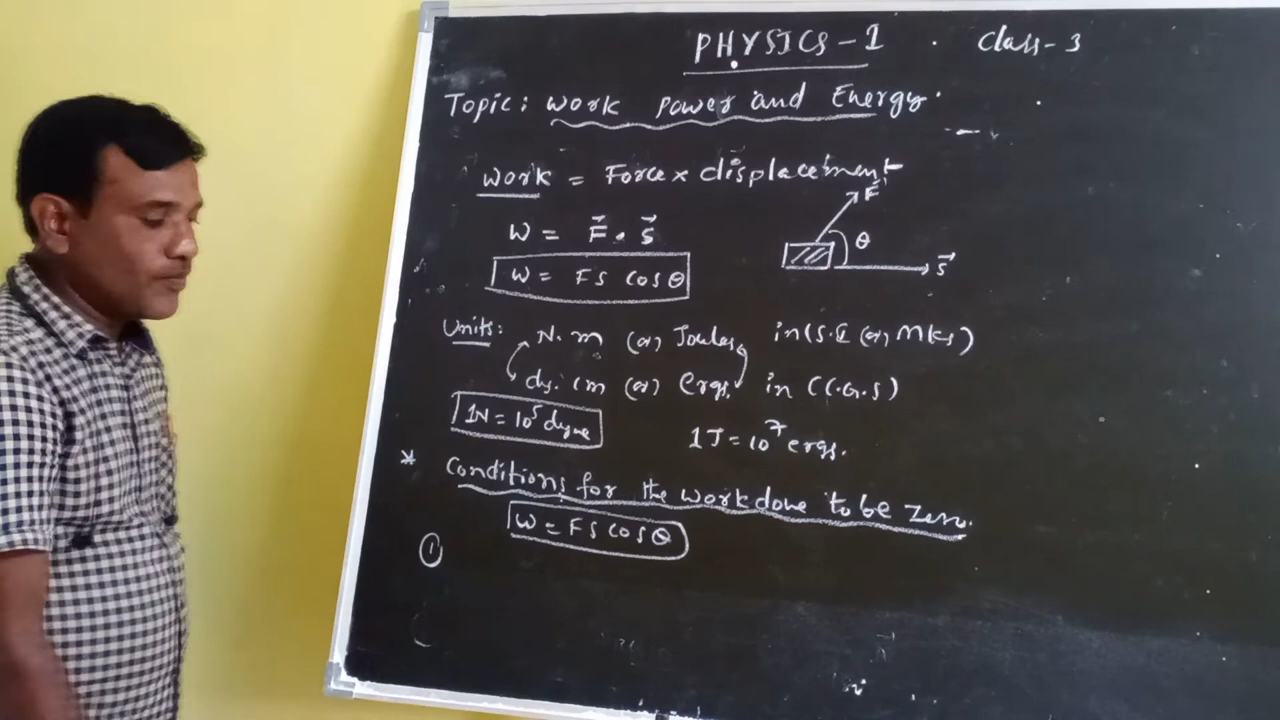 PHYSICS-1 . Class-3
Topic: Work Power and Energy.
Work = Force x displacement
F
W = F⃗ . s⃗
θ
s⃗
W = FS cosθ
Units: N.m (or) Joules in (S.I (or) MKS)
dy. cm (or) Ergs. in (C.G.S)
1N = 10⁵ dyne
1J = 10⁷ ergs.
* Conditions for the work done to be zero.
W = FS cosθ
①